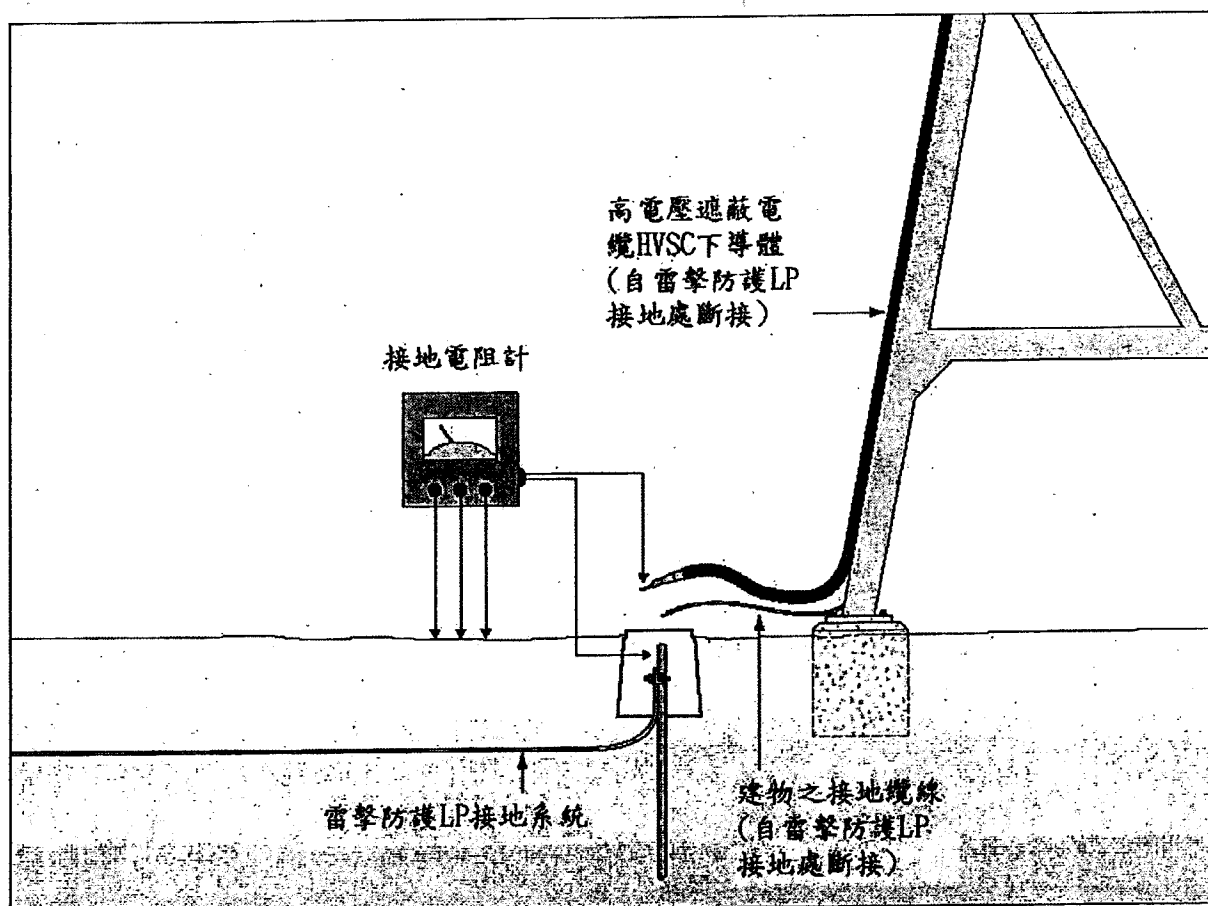 高電壓遮蔽電
纜HVSC下導體
(自雷擊防護LP
接地處斷接)
接地電阻計
雷擊防護LP接地系統
建物之接地纜線
(自雷擊防護LP
接地處斷接)